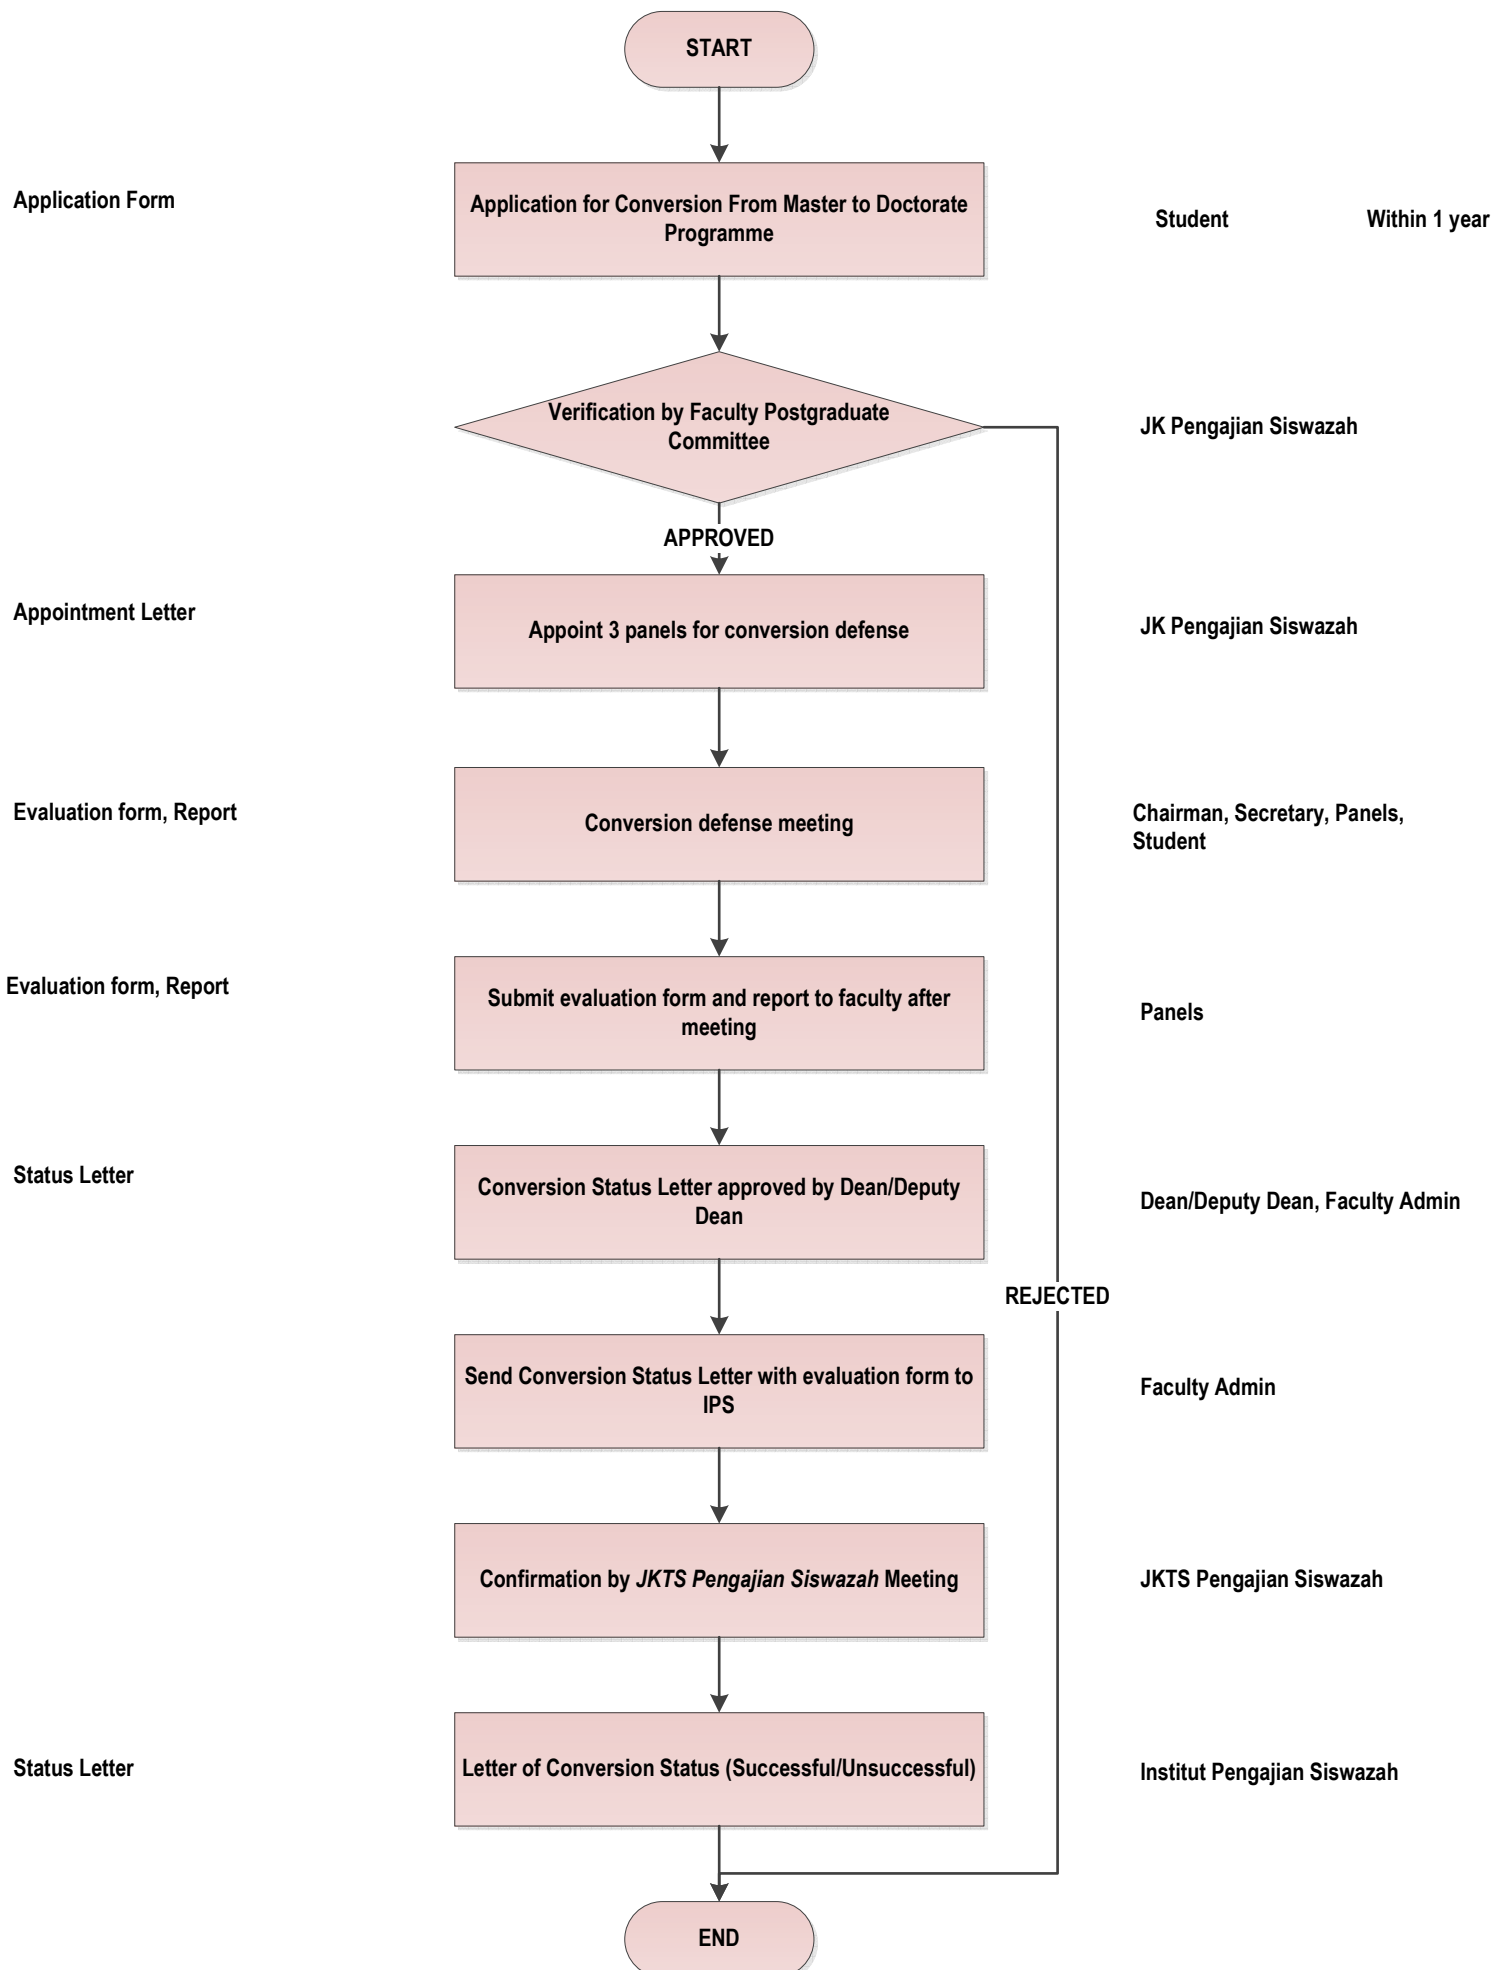 START
Application Form
Application for Conversion From Master to Doctorate
Programme
Student
Within 1 year
Verification by Faculty Postgraduate
Committee
JK Pengajian Siswazah
APPROVED
Appointment Letter
Appoint 3 panels for conversion defense
JK Pengajian Siswazah
Evaluation form, Report
Conversion defense meeting
Chairman, Secretary, Panels,
Student
Evaluation form, Report
Submit evaluation form and report to faculty after
meeting
Panels
Status Letter
Conversion Status Letter approved by Dean/Deputy
Dean
Dean/Deputy Dean, Faculty Admin
REJECTED
Send Conversion Status Letter with evaluation form to
IPS
Faculty Admin
Confirmation by JKTS Pengajian Siswazah Meeting
JKTS Pengajian Siswazah
Status Letter
Letter of Conversion Status (Successful/Unsuccessful)
Institut Pengajian Siswazah
END